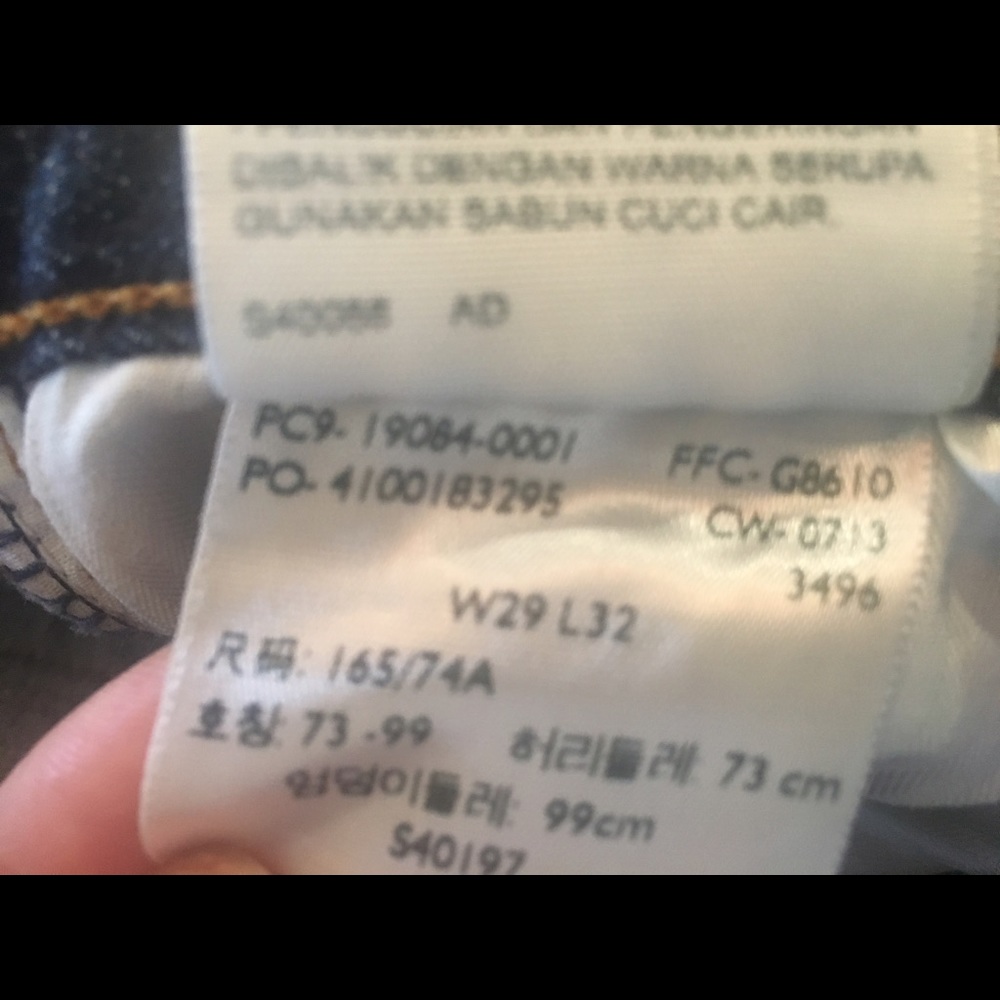 DIBALIK DENGAN WARNA SERUPA.
GUNAKAN SABUN CUCI CAIR.
AD
PC9-19084-0001
FFC-G8610
PO-4100183295
CW-0713
3496
W29 L32
尺码: 165/74A
호칭: 73 -99 허리둘레: 73 cm
엉덩이둘레: 99cm
S40197